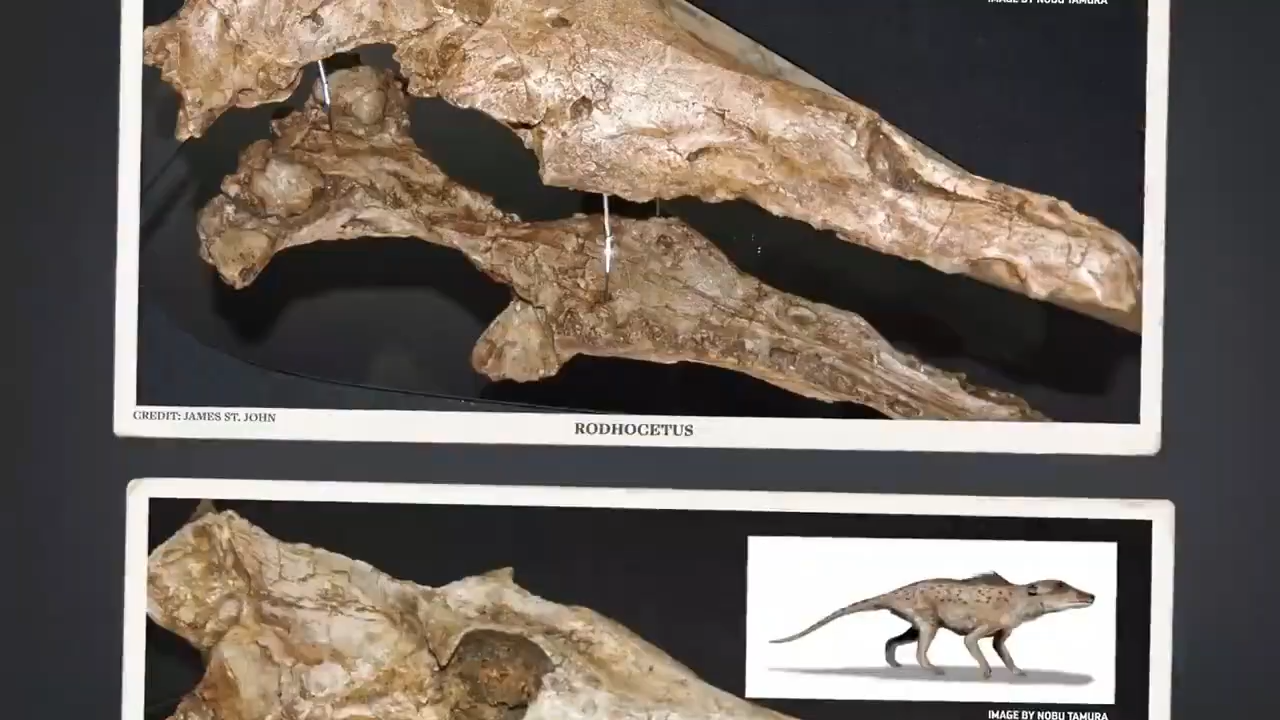 IMAGE BY NOBU TAMURA
CREDIT: JAMES ST. JOHN
RODHOCETUS
IMAGE BY NOBU TAMURA